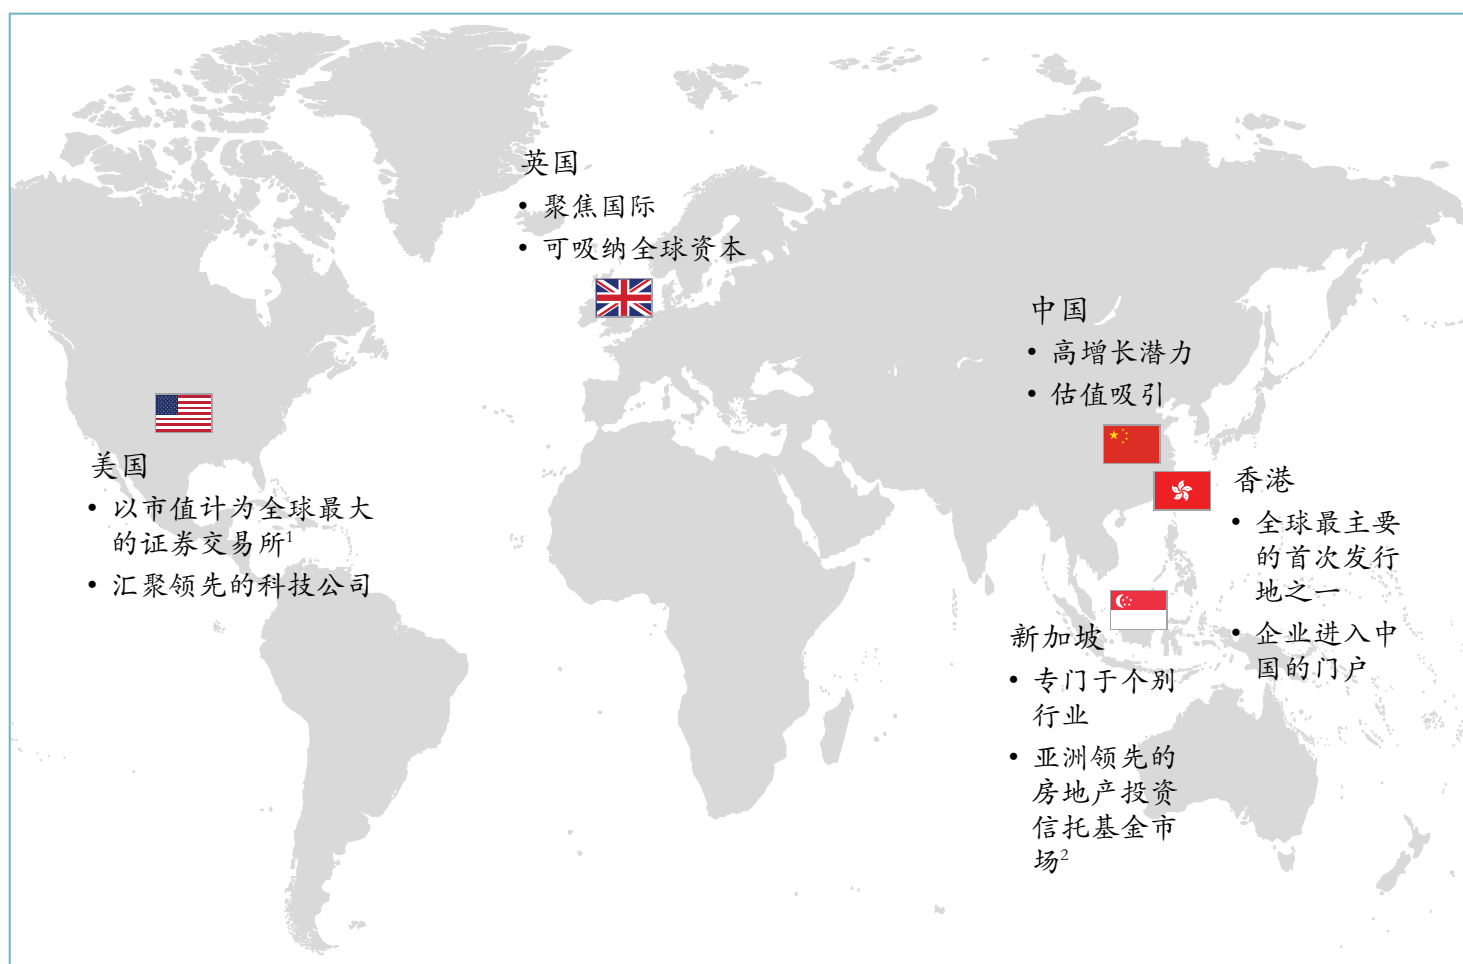 英国
• 聚焦国际
• 可吸纳全球资本
中国
• 高增长潜力
• 估值吸引
美国
• 以市值计为全球最大
的证券交易所1
• 汇聚领先的科技公司
香港
• 全球最主要
的首次发行
地之一
• 企业进入中
国的门户
新加坡
• 专门于个别
行业
• 亚洲领先的
房地产投资
信托基金市
场2